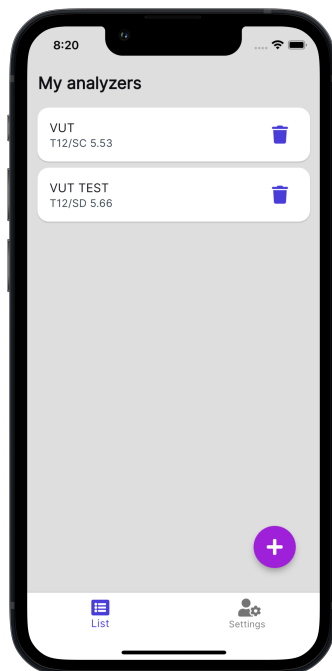 8:20
My analyzers
VUT
T12/SC 5.53
VUT TEST
T12/SD 5.66
List
Settings